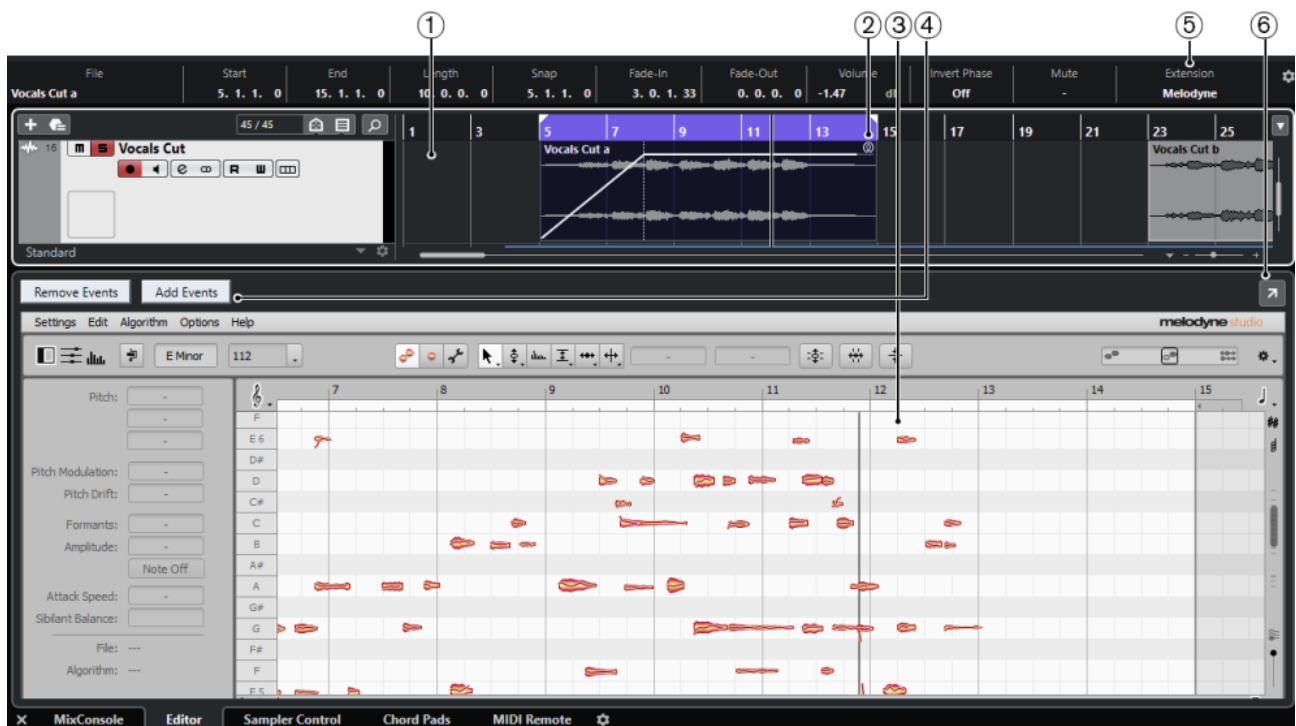 ① ② ③ ④ ⑤ ⑥
File Start End Length Snap Fade-In Fade-Out Volume Invert Phase Mute Extension
Vocals Cut a 5. 1. 1. 0 15. 1. 1. 0 10. 0. 0. 0 5. 1. 1. 0 3. 0. 1. 33 0. 0. 0. 0 -1.47 dB Off - Melodyne
45 / 45 1 3 5 7 9 11 13 15 17 19 21 23 25
16 m S Vocals Cut Vocals Cut a Vocals Cut b
e R W
Standard
Remove Events Add Events
Settings Edit Algorithm Options Help melodyne studio
E Minor 112 - -
7 8 9 10 11 12 13 14 15
Pitch: -
- F
- E 6
D#
Pitch Modulation: - D
Pitch Drift: - C#
Formants: - C
Amplitude: - B
Note Off A#
Attack Speed: - A
Sibilant Balance: G#
G
File: --- F#
Algorithm: --- F
E 5
X MixConsole Editor Sampler Control Chord Pads MIDI Remote